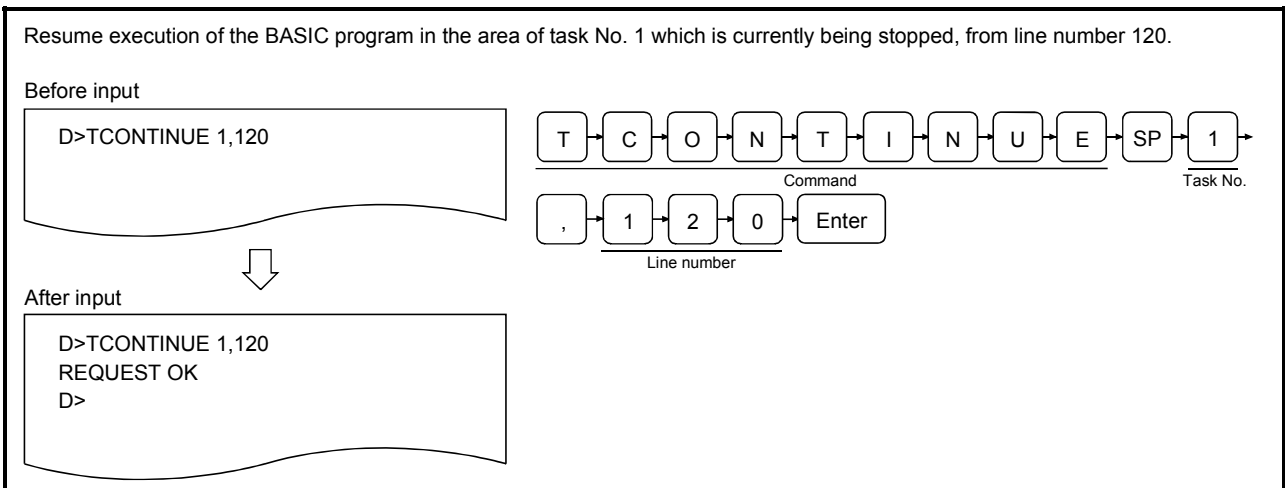 Resume execution of the BASIC program in the area of task No. 1 which is currently being stopped, from line number 120.
Before input
D>TCONTINUE 1,120
T C O N T I N U E SP 1
Command Task No.
, 1 2 0 Enter
Line number
After input
D>TCONTINUE 1,120
REQUEST OK
D>